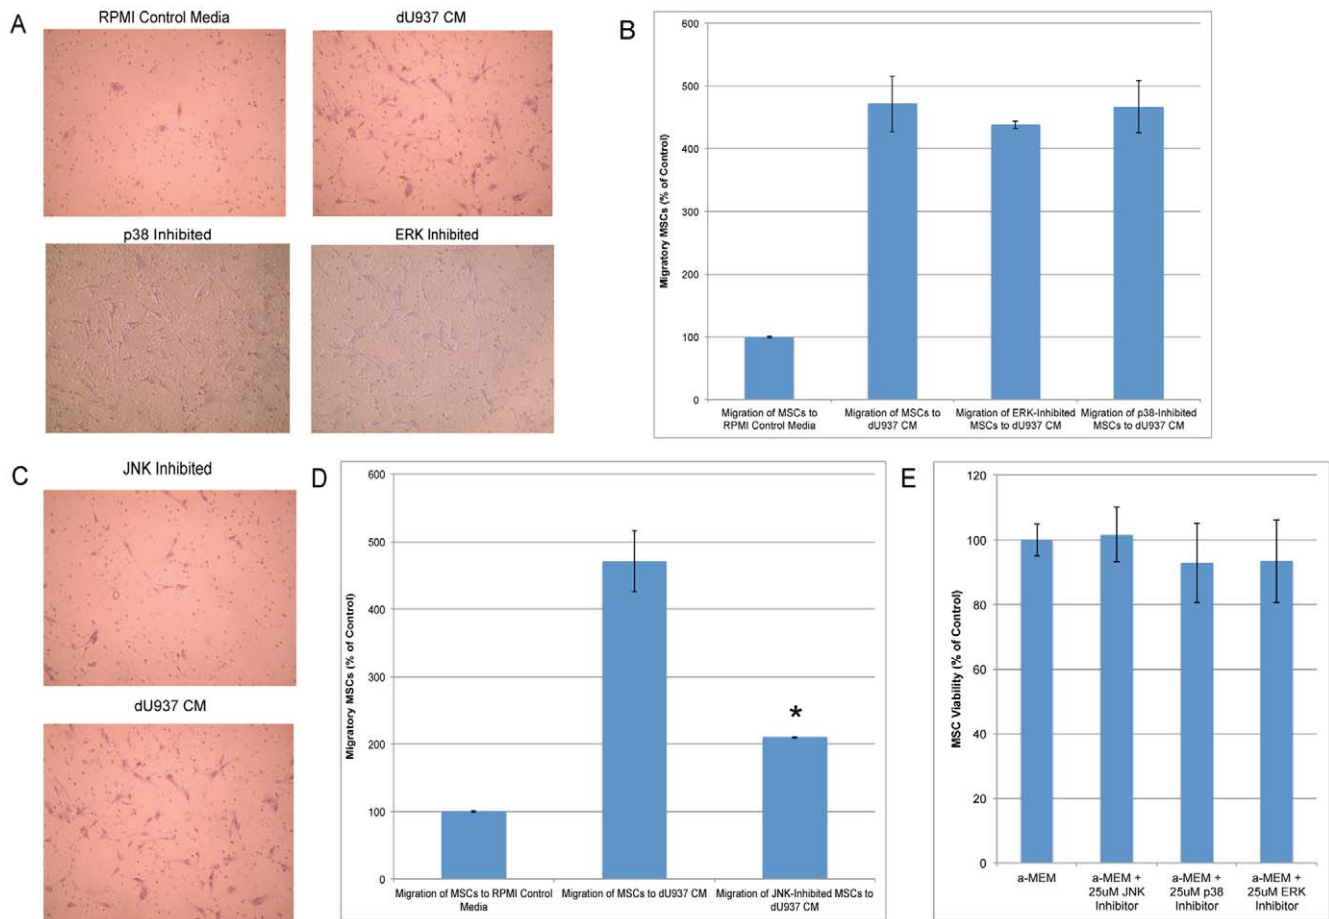 A
RPMI Control Media
dU937 CM
p38 Inhibited
ERK Inhibited
B
600
500
400
300
200
100
0
Migratory MSCs (% of Control)
Migration of MSCs to
RPMI Control Media
Migration of MSCs to
dU937 CM
Migration of ERK-Inhibited
MSCs to dU937 CM
Migration of p38-Inhibited
MSCs to dU937 CM
C
JNK Inhibited
dU937 CM
D
600
500
400
300
200
100
0
Migratory MSCs (% of Control)
*
Migration of MSCs to RPMI Control
Media
Migration of MSCs to dU937 CM
Migration of JNK-Inhibited MSCs to
dU937 CM
E
120
100
80
60
40
20
0
MSC Viability (% of Control)
a-MEM
a-MEM +
25uM JNK
Inhibitor
a-MEM +
25uM p38
Inhibitor
a-MEM +
25uM ERK
Inhibitor